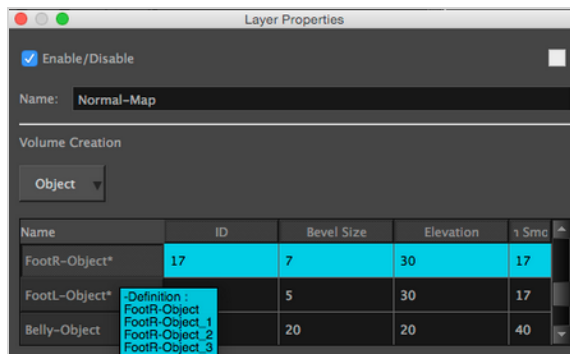 Layer Properties
Enable/Disable
Name: Normal-Map
Volume Creation
Object
Name ID Bevel Size Elevation ו Smc
FootR-Object* 17 7 30 17
FootL-Object* 5 30 17
-Definition :
FootR-Object
FootR-Object_1
FootR-Object_2
FootR-Object_3
Belly-Object 20 20 40